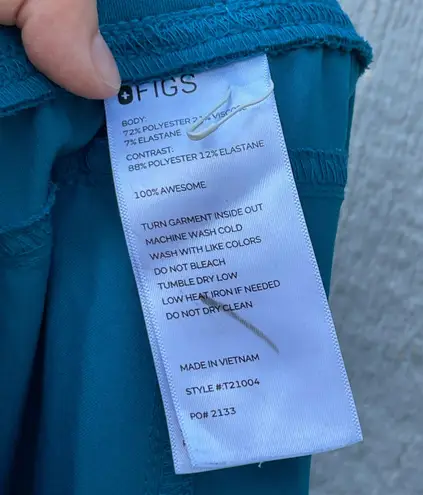 FIGS
BODY:
72% POLYESTER
7% ELASTANE
CONTRAST:
88% POLYESTER 12% ELASTANE
100% AWESOME
TURN GARMENT INSIDE OUT
MACHINE WASH COLD
WASH WITH LIKE COLORS
DO NOT BLEACH
TUMBLE DRY LOW
LOW HEAT IRON IF NEEDED
DO NOT DRY CLEAN
MADE IN VIETNAM
STYLE #:T21004
PO# 2133